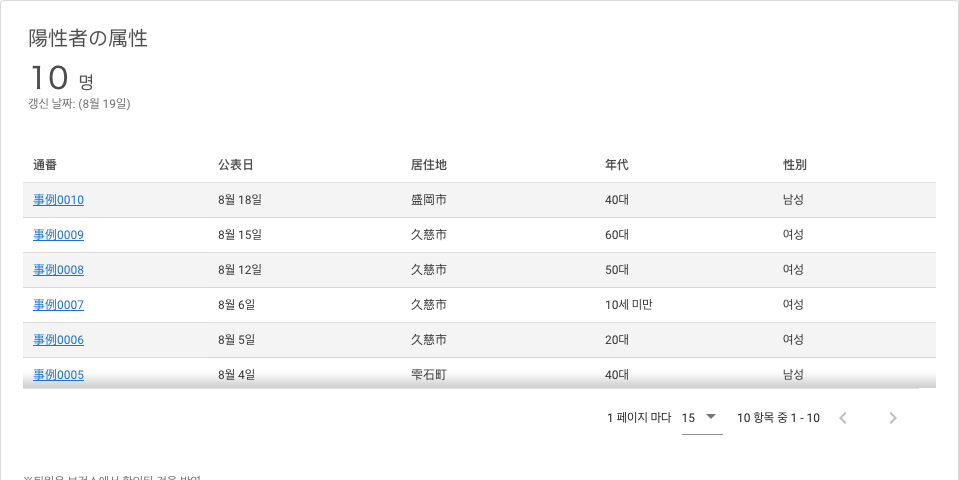 陽性者の属性
10 명
갱신 날짜: (8월 19일)
通番 公表日 居住地 年代 性別
事例0010 8월 18일 盛岡市 40대 남성
事例0009 8월 15일 久慈市 60대 여성
事例0008 8월 12일 久慈市 50대 여성
事例0007 8월 6일 久慈市 10세 미만 여성
事例0006 8월 5일 久慈市 20대 여성
事例0005 8월 4일 雫石町 40대 남성
1 페이지 마다 15 10 항목 중 1 - 10